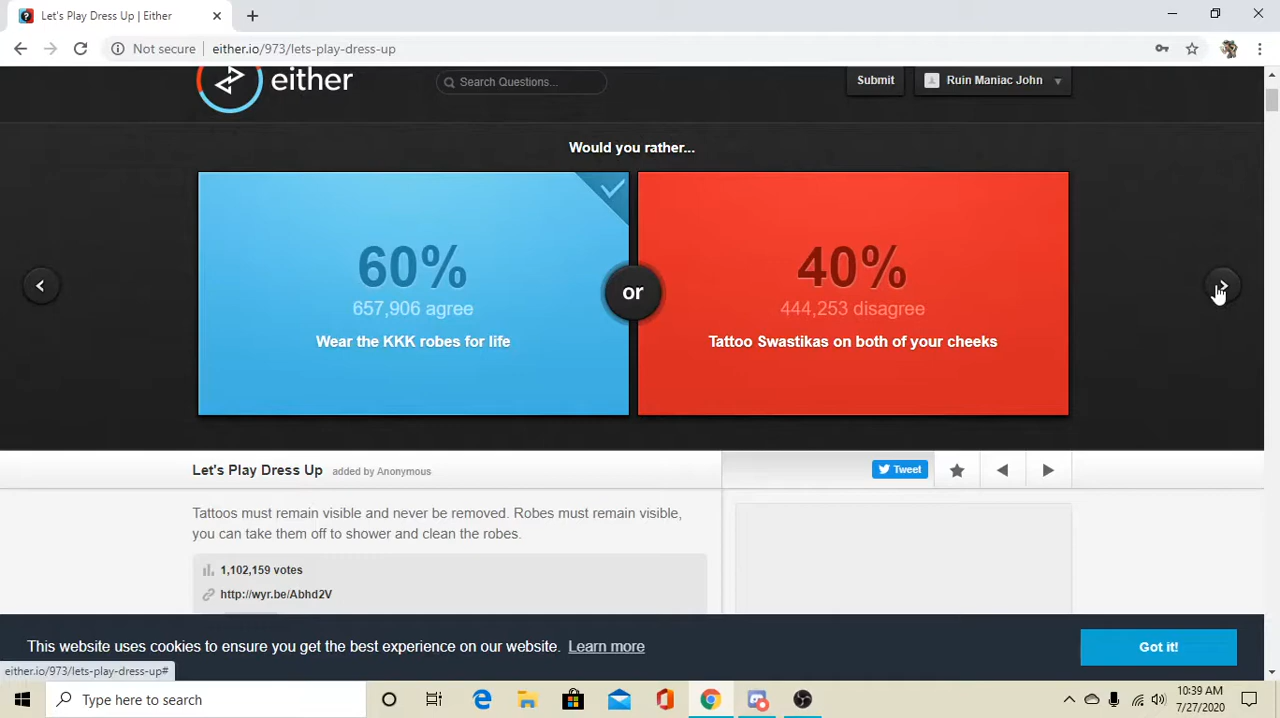 Let's Play Dress Up | Either
Not secure
either.io/973/lets-play-dress-up
either
Search Questions...
Submit
Ruin Maniac John
Would you rather...
60%
657,906 agree
Wear the KKK robes for life
or
40%
444,253 disagree
Tattoo Swastikas on both of your cheeks
Let's Play Dress Up added by Anonymous
Tweet
Tattoos must remain visible and never be removed. Robes must remain visible,
you can take them off to shower and clean the robes.
1,102,159 votes
http://wyr.be/Abhd2V
This website uses cookies to ensure you get the best experience on our website. Learn more
Got it!
either.io/973/lets-play-dress-up#
Type here to search
10:39 AM
7/27/2020